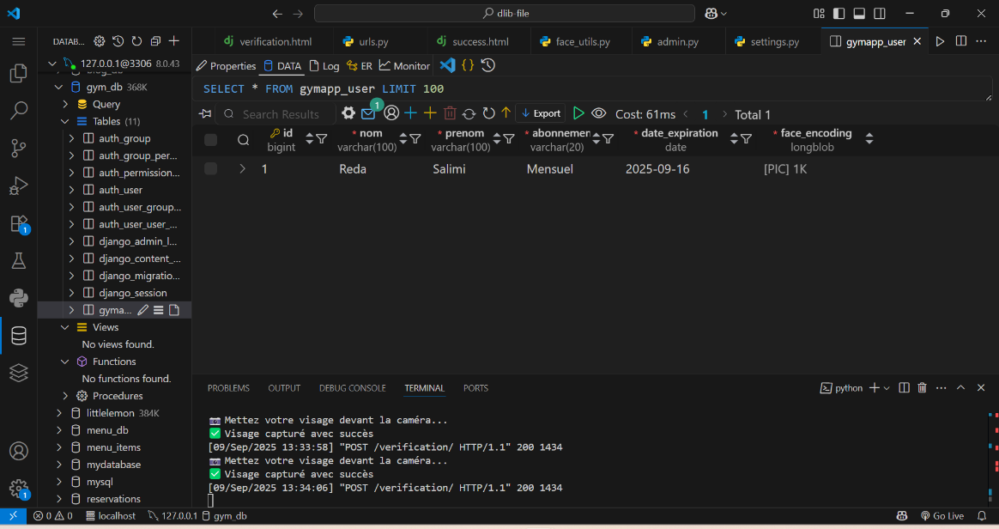 dlib-file
DATAB...
verification.html
urls.py
success.html
face_utils.py
admin.py
settings.py
gymapp_user
127.0.0.1@3306 8.0.43
Properties
DATA
Log
ER
Monitor
{}
gym_db 368K
SELECT * FROM gymapp_user LIMIT 100
Query
Tables (11)
Search Results
1
Export
Cost: 61ms
1
Total 1
auth_group
auth_group_per...
auth_permission...
auth_user
auth_user_group...
auth_user_user_...
django_admin_l...
django_content_...
django_migratio...
django_session
gyma...
* id
bigint
* nom
varchar(100)
* prenom
varchar(100)
* abonnemen
varchar(20)
* date_expiration
date
* face_encoding
longblob
1
Reda
Salimi
Mensuel
2025-09-16
[PIC] 1K
Views
No views found.
Functions
No functions found.
Procedures
littlelemon 384K
menu_db
menu_items
mydatabase
mysql
reservations
PROBLEMS
OUTPUT
DEBUG CONSOLE
TERMINAL
PORTS
python
Mettez votre visage devant la caméra...
Visage capturé avec succès
[09/Sep/2025 13:33:58] "POST /verification/ HTTP/1.1" 200 1434
Mettez votre visage devant la caméra...
Visage capturé avec succès
[09/Sep/2025 13:34:06] "POST /verification/ HTTP/1.1" 200 1434
1
1
0
0
localhost
127.0.0.1
gym_db
Go Live